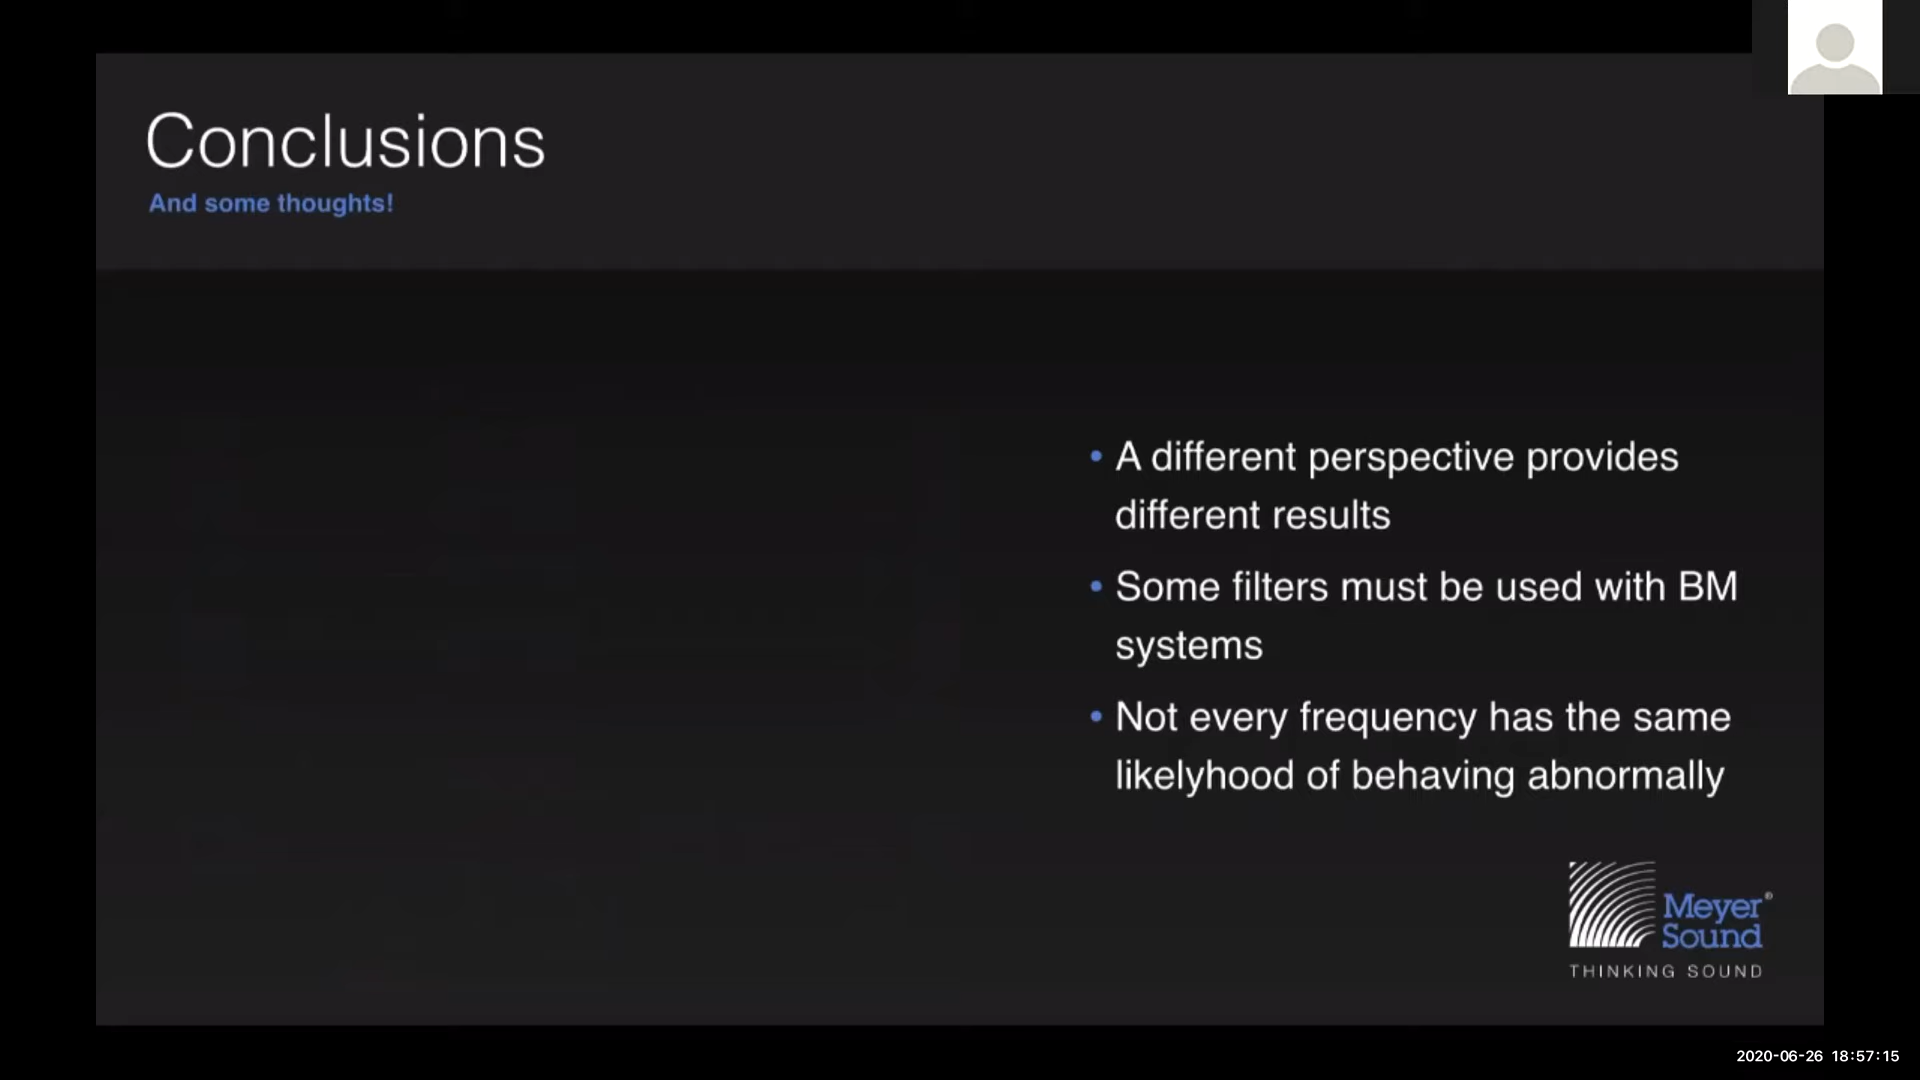 Conclusions
And some thoughts!
• A different perspective provides
different results
• Some filters must be used with BM
systems
• Not every frequency has the same
likelyhood of behaving abnormally
Meyer®
Sound
THINKING SOUND
2020-06-26 18:57:15